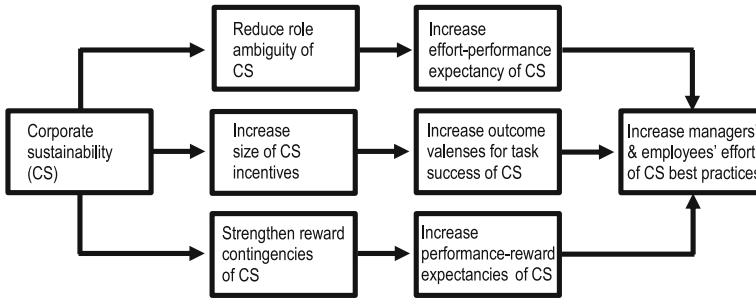 Reduce role
ambiguity of
CS
Increase
effort-performance
expectancy of CS
Corporate
sustainability
(CS)
Increase
size of CS
incentives
Increase outcome
valenses for task
success of CS
Increase managers'
& employees' effort
of CS best practices
Strengthen reward
contingencies
of CS
Increase
performance-reward
expectancies of CS